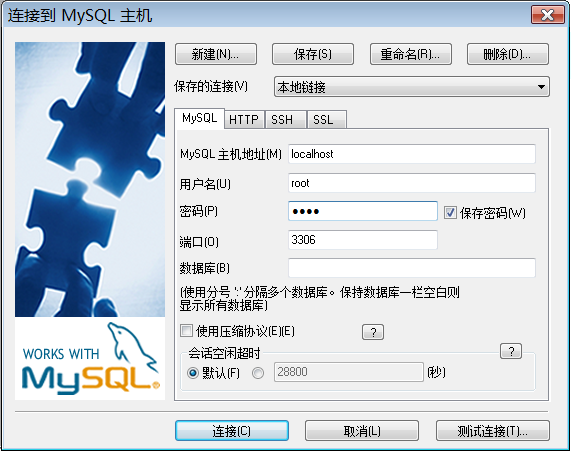 连接到 MySQL 主机
新建(N)... 保存(S) 重命名(R)... 删除(D)...
保存的连接(V) 本地链接
MySQL HTTP SSH SSL
MySQL 主机地址(M) localhost
用户名(U) root
密码(P) ●●●● 保存密码(W)
端口(O) 3306
数据库(B)
(使用分号 ';' 分隔多个数据库。保持数据库一栏空白则
显示所有数据库)
使用压缩协议(E)(E) ?
会话空闲超时 ?
默认(F) 28800 (秒)
WORKS WITH
MySQL®
连接(C) 取消(L) 测试连接(T)...